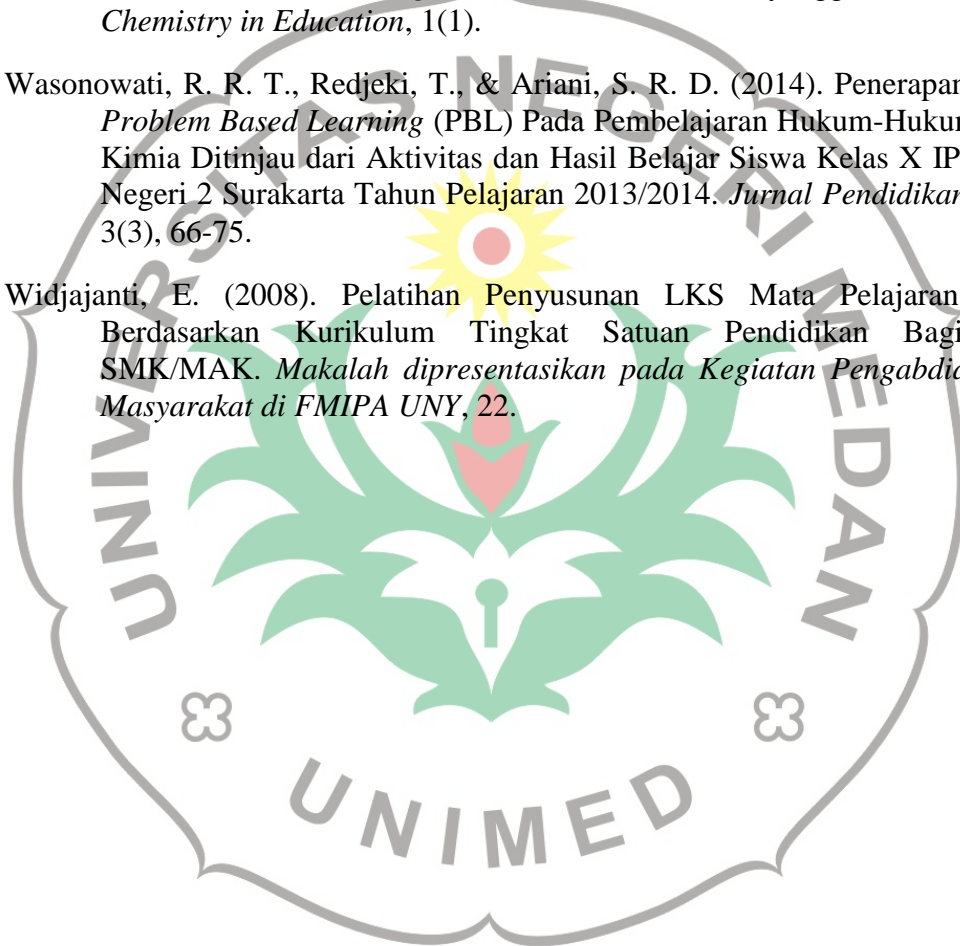 Chemistry in Education, 1(1).
Wasonowati, R. R. T., Redjeki, T., & Ariani, S. R. D. (2014). Penerapan
Problem Based Learning (PBL) Pada Pembelajaran Hukum-Hukum
Kimia Ditinjau dari Aktivitas dan Hasil Belajar Siswa Kelas X
Negeri 2 Surakarta Tahun Pelajaran 2013/2014. Jurnal Pendidikan
3(3), 66-75.
Widjajanti, E. (2008). Pelatihan Penyusunan LKS Mata Pelajaran
Berdasarkan Kurikulum Tingkat Satuan Pendidikan Bagi
SMK/MAK. Makalah dipresentasikan pada Kegiatan
Masyarakat di FMIPA UNY, 22.
UNIVERSITAS NEGERI MEDAN
UNIMED